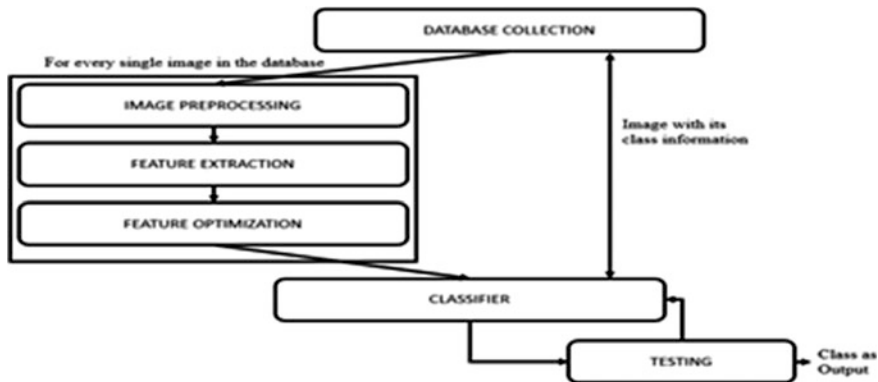 DATABASE COLLECTION
For every single image in the database
IMAGE PREPROCESSING
Image with its
class information
FEATURE EXTRACTION
FEATURE OPTIMIZATION
CLASSIFIER
TESTING
Class as
Output